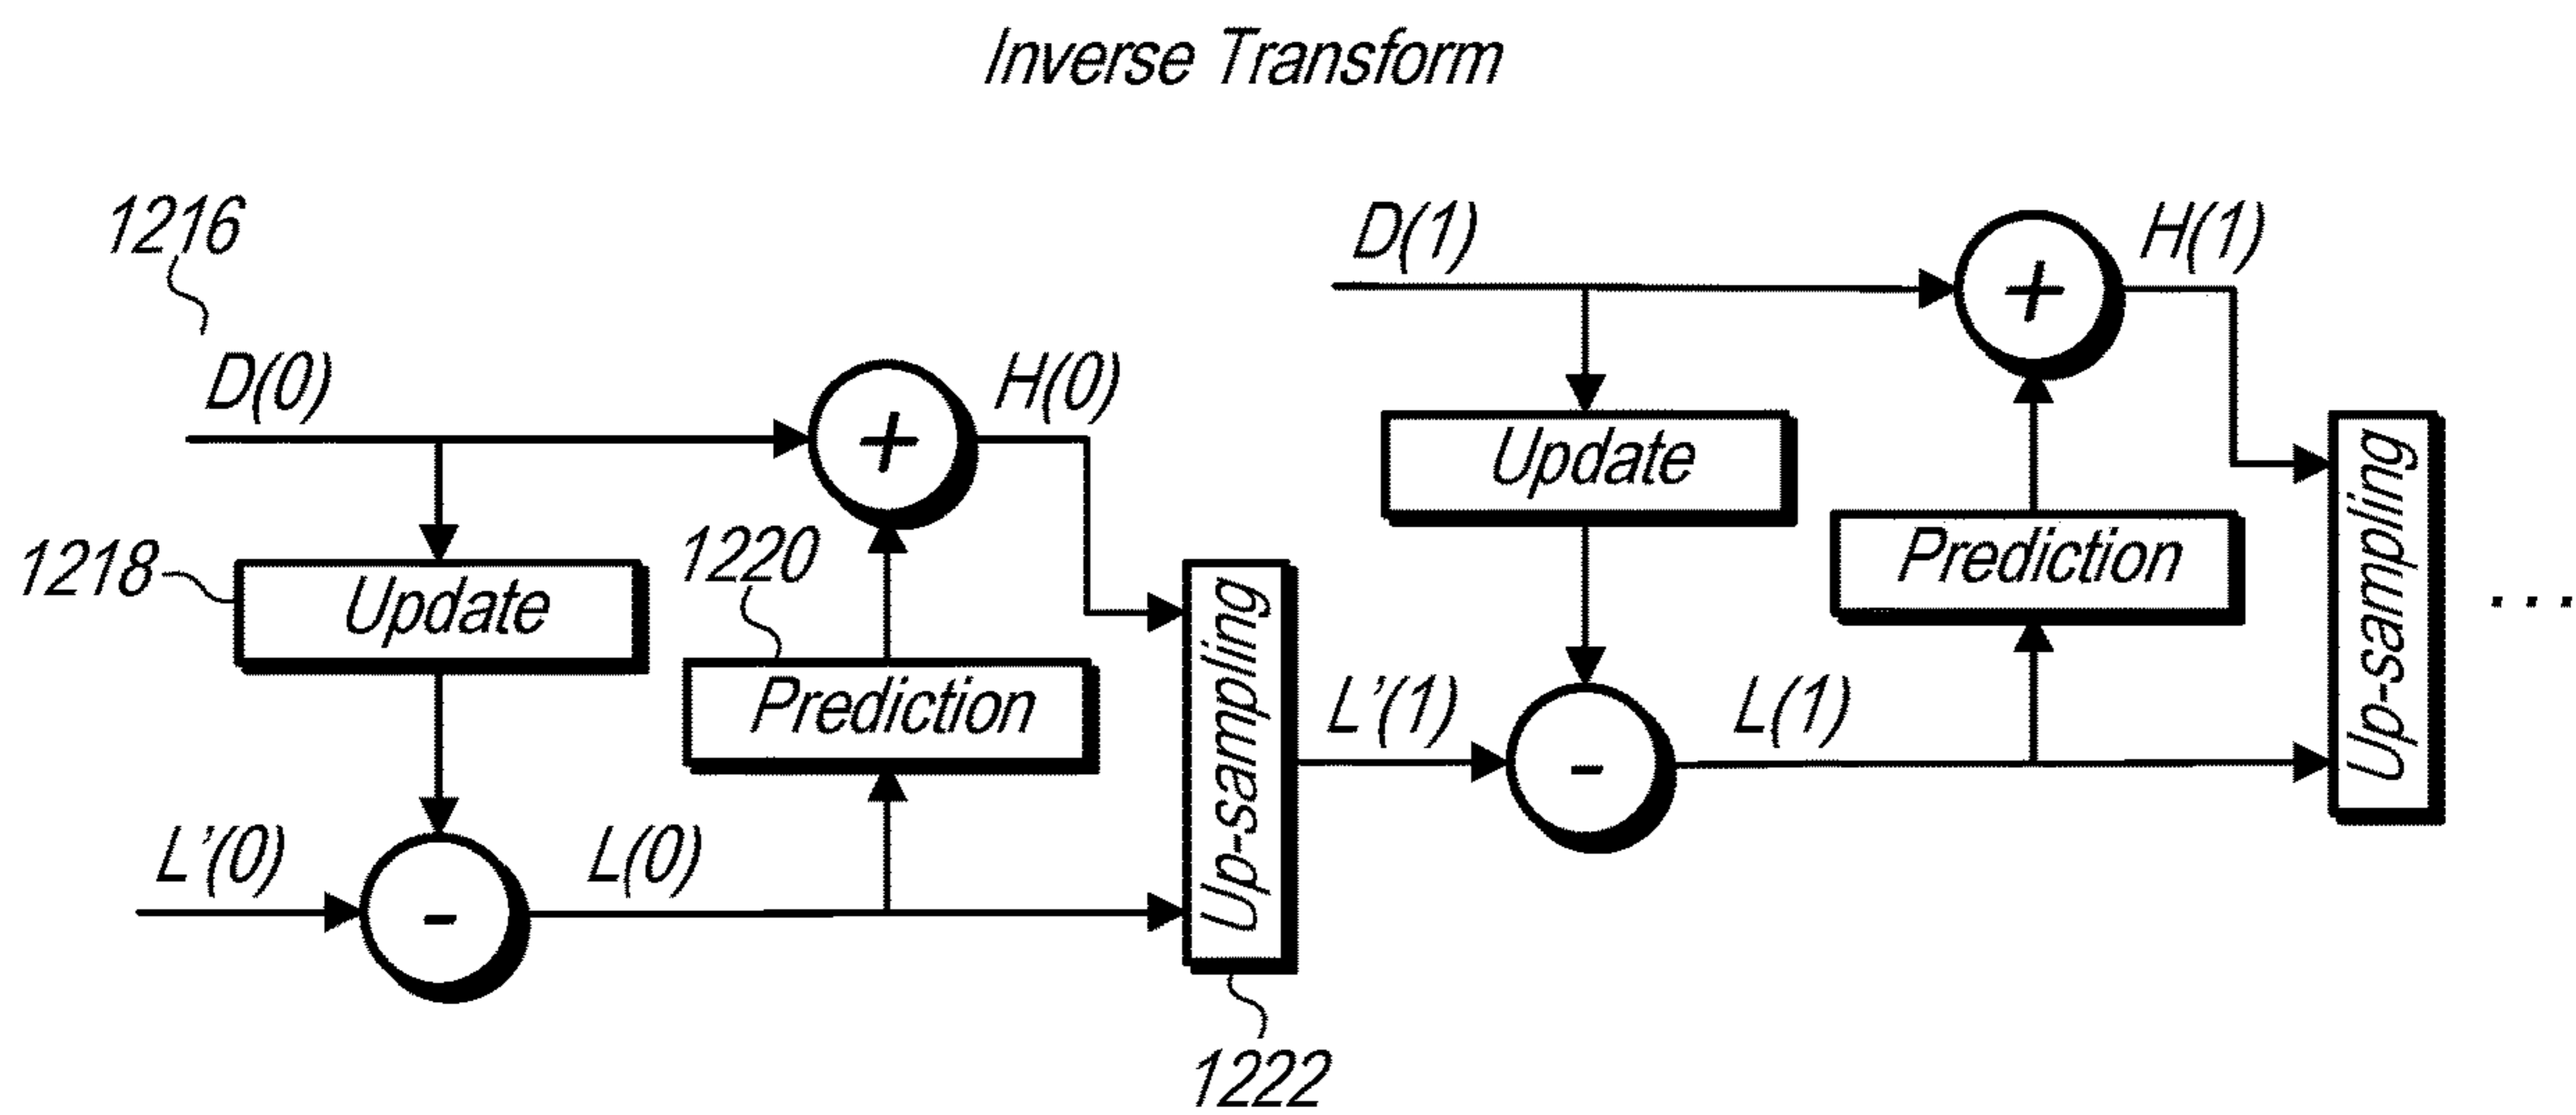 Inverse Transform
1216
D(0)
H(0)
1218
Update
1220
Prediction
Up-sampling
L'(0)
L(0)
1222
D(1)
H(1)
Update
Prediction
Up-sampling
L'(1)
L(1)
+
+
-
-
...